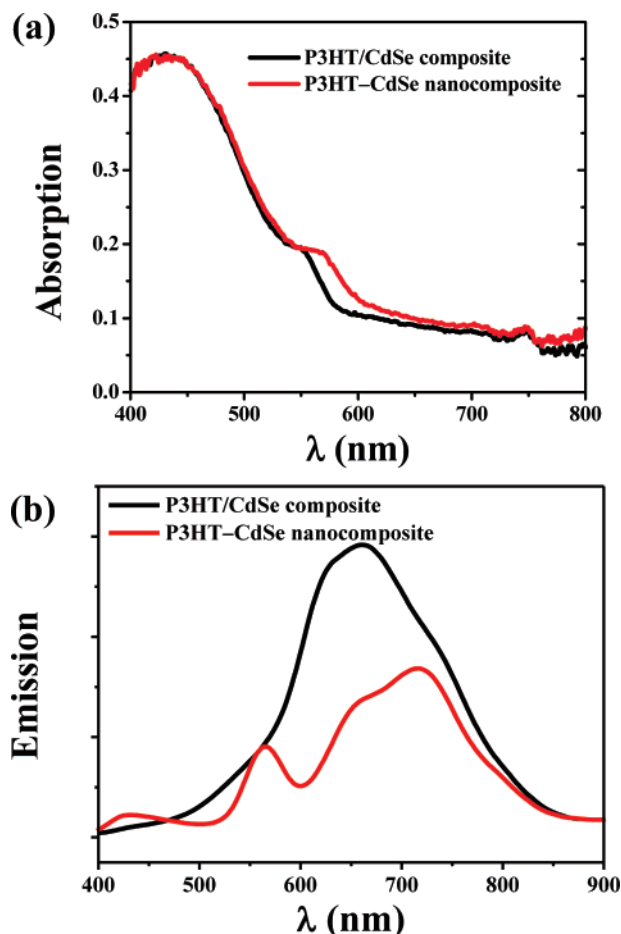 (a)
P3HT/CdSe composite
P3HT–CdSe nanocomposite
Absorption
0.5
0.4
0.3
0.2
0.1
0.0
400 500 600 700 800
λ (nm)
(b)
P3HT/CdSe composite
P3HT–CdSe nanocomposite
Emission
400 500 600 700 800 900
λ (nm)